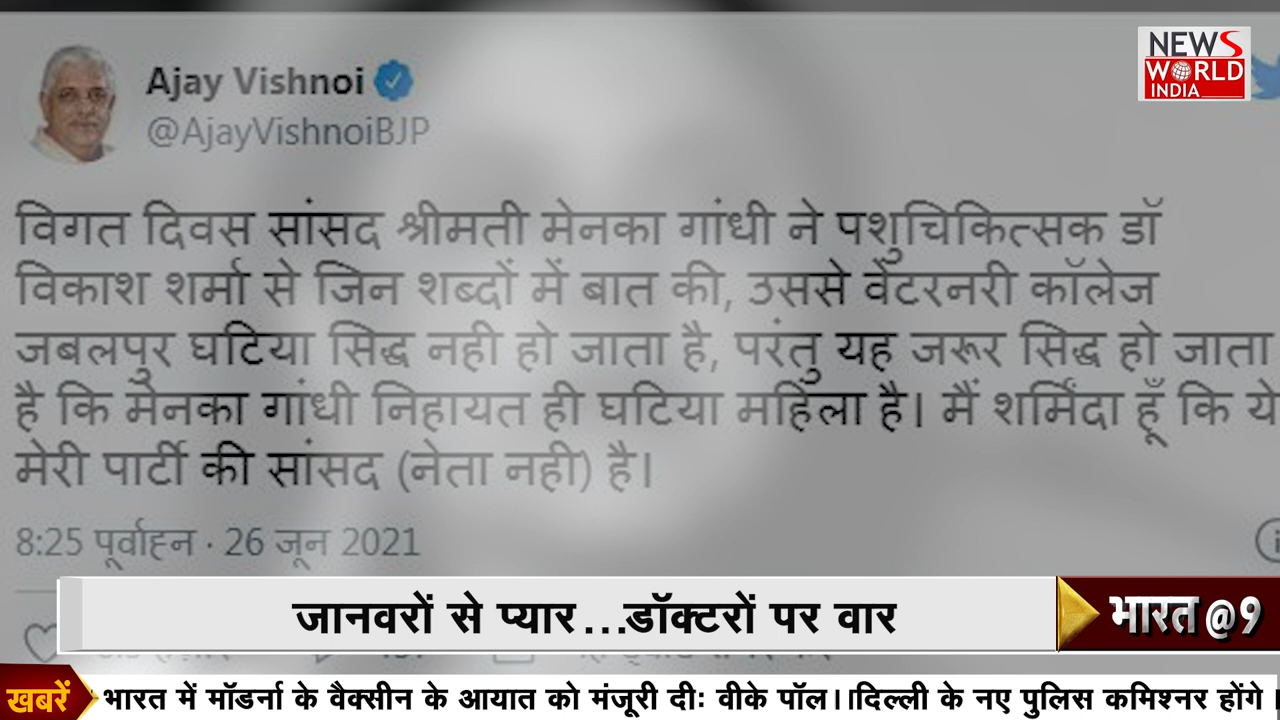 NEWS
WORLD
INDIA
Ajay Vishnoi
@AjayVishnoiBJP
विगत दिवस सांसद श्रीमती मेनका गांधी ने पशुचिकित्सक डॉ
विकाश शर्मा से जिन शब्दों में बात की, उससे वेटरनरी कॉलेज
जबलपुर घटिया सिद्ध नही हो जाता है, परंतु यह जरूर सिद्ध हो जाता
है कि मेनका गांधी निहायत ही घटिया महिला है। मैं शर्मिंदा हूँ कि ये
मेरी पार्टी की सांसद (नेता नही) है।
8:25 पूर्वाह्न · 26 जून 2021
जानवरों से प्यार...डॉक्टरों पर वार
भारत @9
खबरें
भारत में मॉडर्ना के वैक्सीन के आयात को मंजूरी दीः वीके पॉल।।दिल्ली के नए पुलिस कमिश्नर होंगे